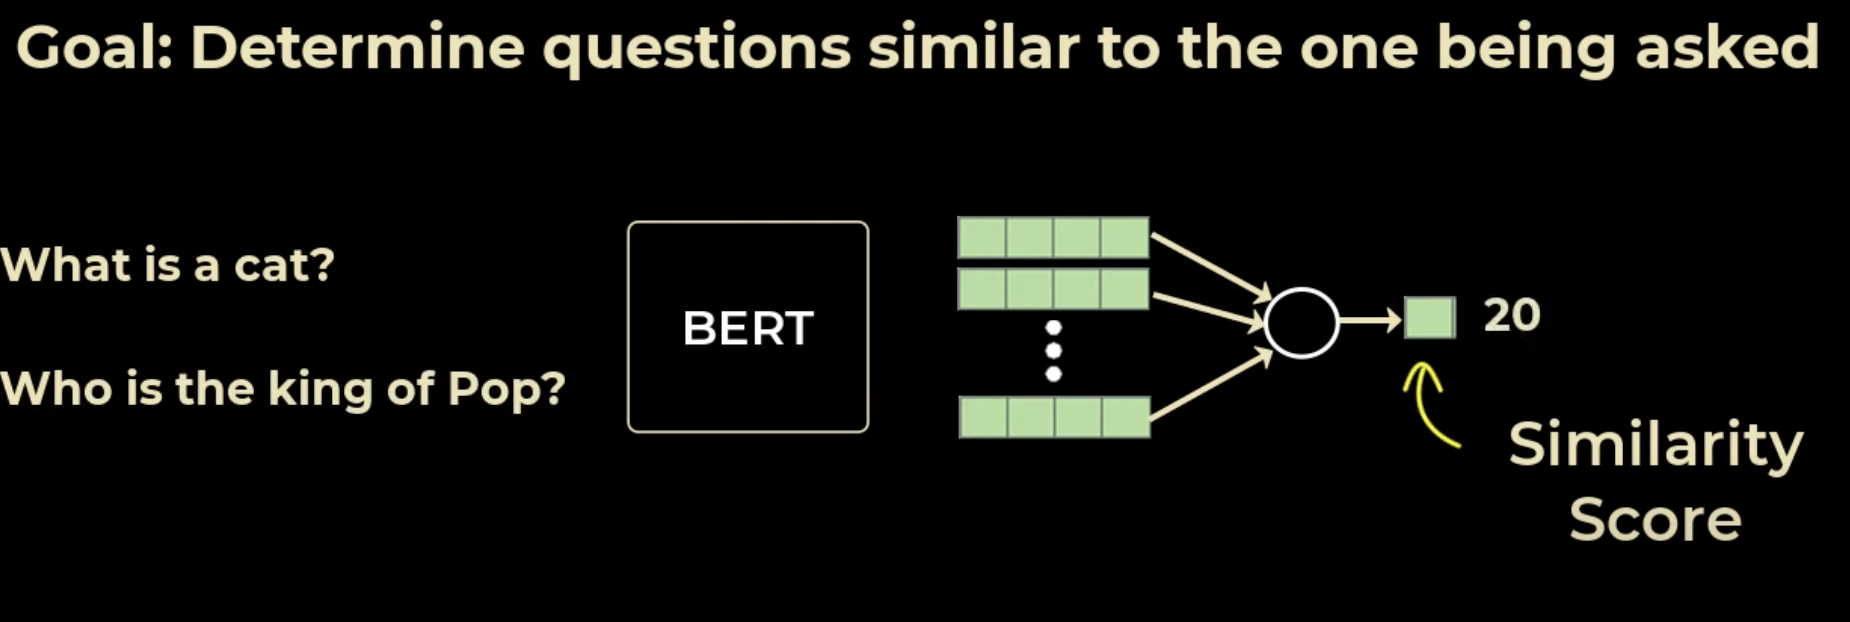 Goal: Determine questions similar to the one being asked
What is a cat?
Who is the king of Pop?
BERT
20
Similarity
Score